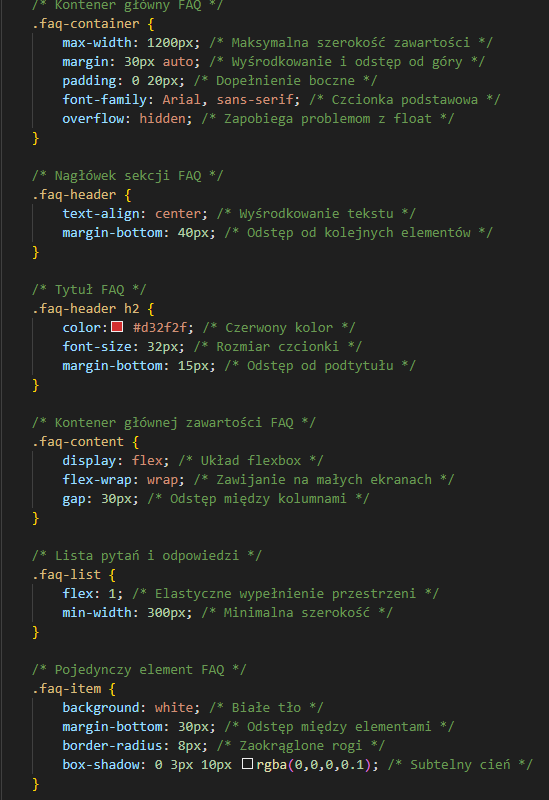 /* Kontener główny FAQ */
.faq-container {
max-width: 1200px; /* Maksymalna szerokość zawartości */
margin: 30px auto; /* Wyśrodkowanie i odstęp od góry */
padding: 0 20px; /* Dopełnienie boczne */
font-family: Arial, sans-serif; /* Czcionka podstawowa */
overflow: hidden; /* Zapobiega problemom z float */
}
/* Nagłówek sekcji FAQ */
.faq-header {
text-align: center; /* Wyśrodkowanie tekstu */
margin-bottom: 40px; /* Odstęp od kolejnych elementów */
}
/* Tytuł FAQ */
.faq-header h2 {
color: #d32f2f; /* Czerwony kolor */
font-size: 32px; /* Rozmiar czcionki */
margin-bottom: 15px; /* Odstęp od podtytułu */
}
/* Kontener głównej zawartości FAQ */
.faq-content {
display: flex; /* Układ flexbox */
flex-wrap: wrap; /* Zawijanie na małych ekranach */
gap: 30px; /* Odstęp między kolumnami */
}
/* Lista pytań i odpowiedzi */
.faq-list {
flex: 1; /* Elastyczne wypełnienie przestrzeni */
min-width: 300px; /* Minimalna szerokość */
}
/* Pojedynczy element FAQ */
.faq-item {
background: white; /* Białe tło */
margin-bottom: 30px; /* Odstęp między elementami */
border-radius: 8px; /* Zaokrąglone rogi */
box-shadow: 0 3px 10px rgba(0,0,0,0.1); /* Subtelny cień */
}